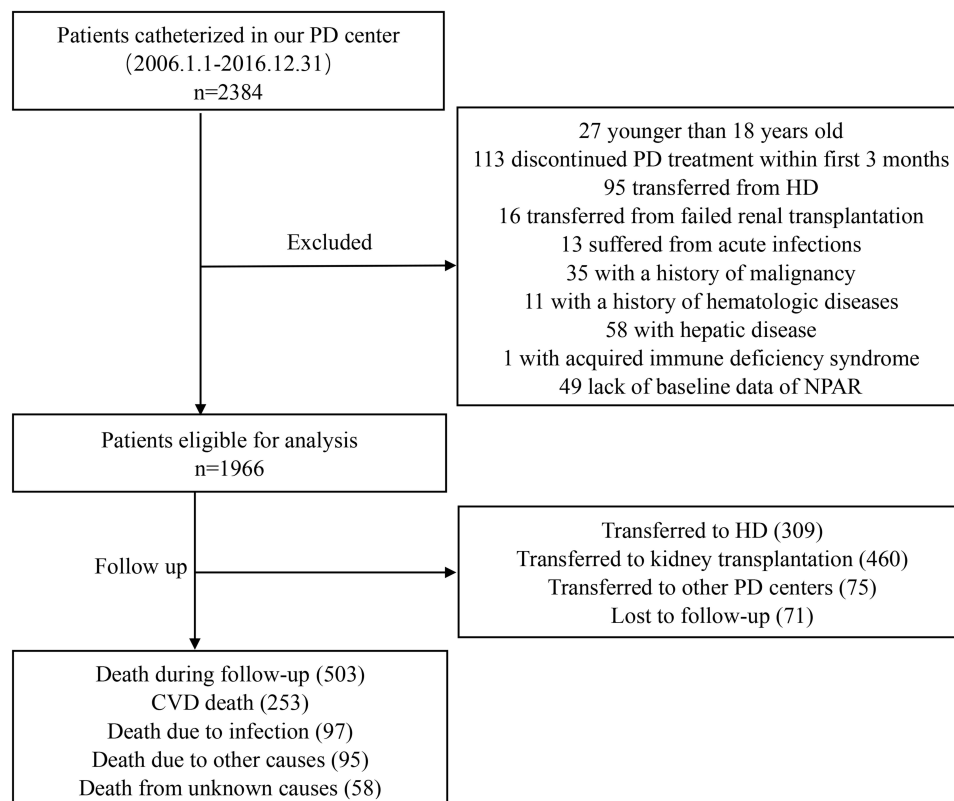 Patients catheterized in our PD center
（2006.1.1-2016.12.31）
n=2384
27 younger than 18 years old
113 discontinued PD treatment within first 3 months
95 transferred from HD
16 transferred from failed renal transplantation
13 suffered from acute infections
35 with a history of malignancy
11 with a history of hematologic diseases
58 with hepatic disease
1 with acquired immune deficiency syndrome
49 lack of baseline data of NPAR
Excluded
Patients eligible for analysis
n=1966
Follow up
Transferred to HD (309)
Transferred to kidney transplantation (460)
Transferred to other PD centers (75)
Lost to follow-up (71)
Death during follow-up (503)
CVD death (253)
Death due to infection (97)
Death due to other causes (95)
Death from unknown causes (58)